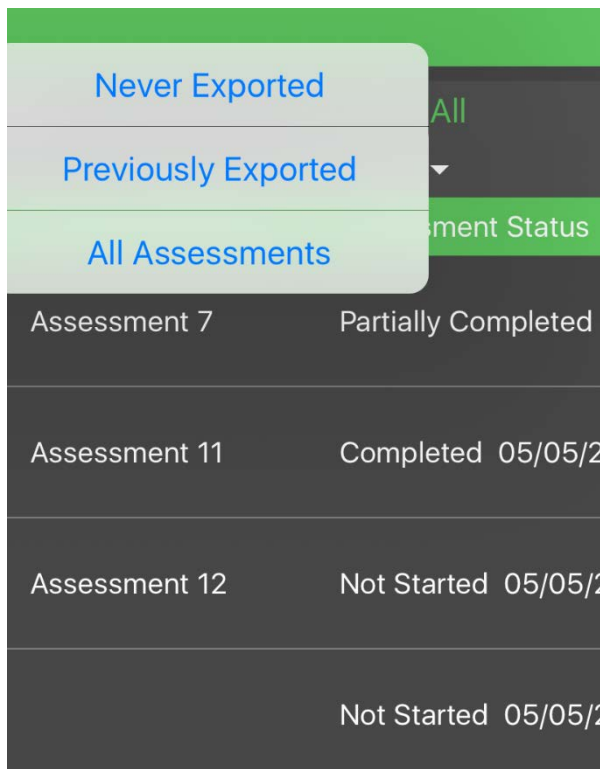 Never Exported
All
Previously Exported
ment Status
All Assessments
Assessment 7 Partially Completed
Assessment 11 Completed 05/05/2
Assessment 12 Not Started 05/05/2
Not Started 05/05/2